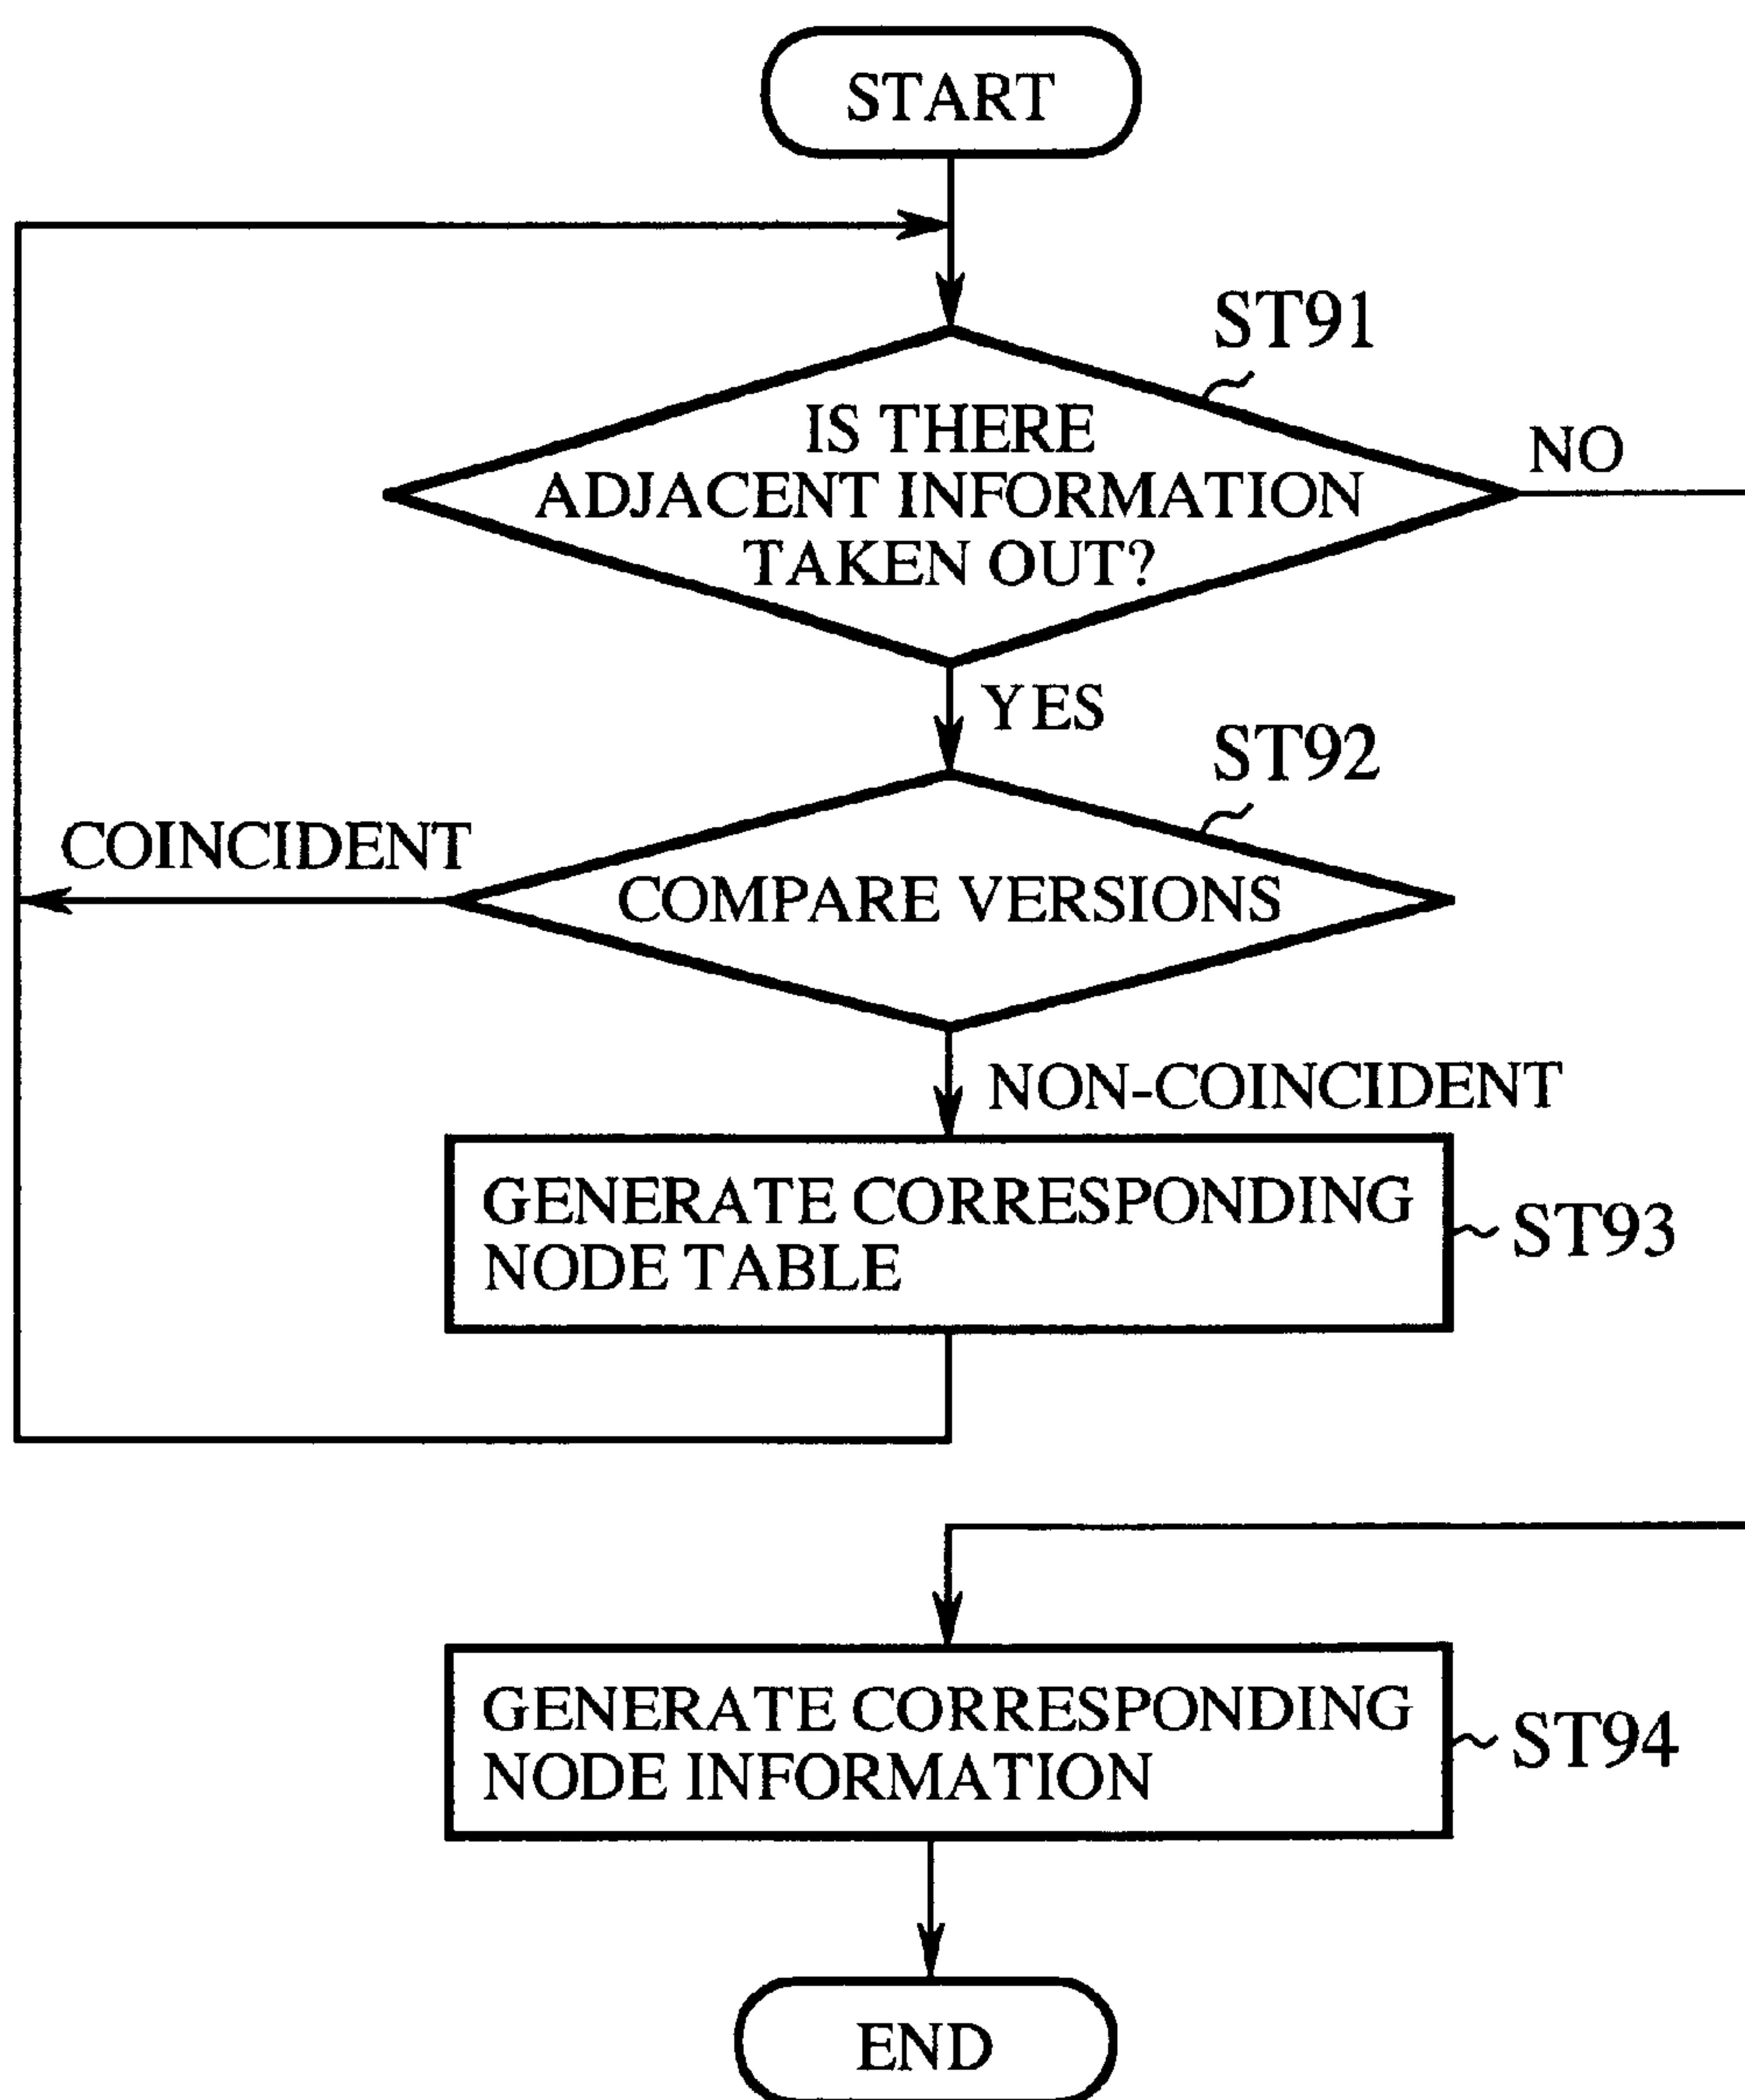 START
ST91
IS THERE
ADJACENT INFORMATION
TAKEN OUT?
NO
YES
ST92
COINCIDENT
COMPARE VERSIONS
NON-COINCIDENT
GENERATE CORRESPONDING
NODE TABLE
ST93
GENERATE CORRESPONDING
NODE INFORMATION
ST94
END